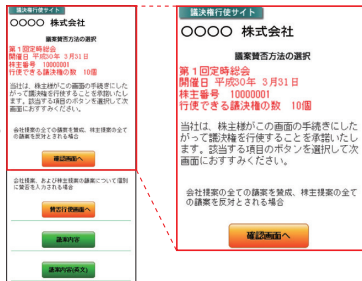 議決権行使サイト
○○○○ 株式会社
議案賛否方法の選択
第1回定時総会
開催日 平成30年 3月31日
株主番号 10000001
行使できる議決権の数 10個
当社は、株主様がこの画面の手続きにした
がって議決権を行使することを承諾いたし
ます。該当する項目のボタンを選択して次
画面におすすみください。
会社提案の全ての議案を賛成、株主提案の全て
の議案を反対とされる場合
確認画面へ
会社提案、および株主提案の議案について個別
に賛否を入力される場合
賛否行使画面へ
議案内容
議案内容(英文)
議決権行使サイト
○○○○ 株式会社
議案賛否方法の選択
第1回定時総会
開催日 平成30年 3月31日
株主番号 10000001
行使できる議決権の数 10個
当社は、株主様がこの画面の手続きにした
がって議決権を行使することを承諾いたし
ます。該当する項目のボタンを選択して次
画面におすすみください。
会社提案の全ての議案を賛成、株主提案の全て
の議案を反対とされる場合
確認画面へ